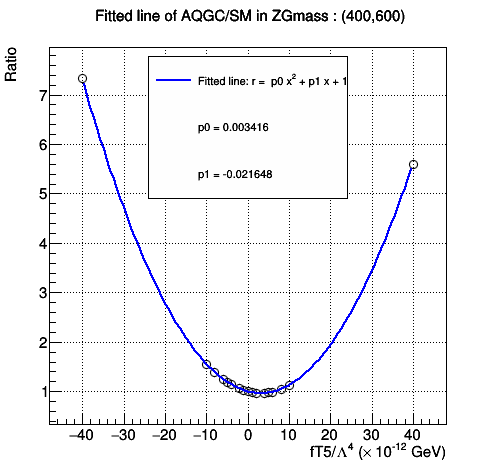 Fitted line of AQGC/SM in ZGmass : (400,600)
Ratio
Fitted line: r = p0 x² + p1 x + 1
p0 = 0.003416
p1 = -0.021648
7
6
5
4
3
2
1
−40 −30 −20 −10 0 10 20 30 40
fT5/Λ⁴ (× 10⁻¹² GeV)